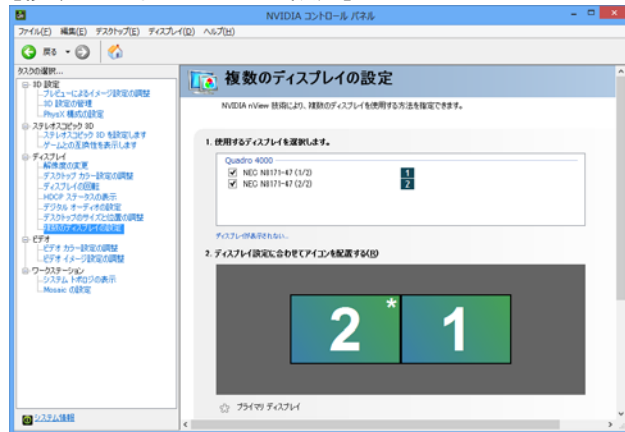 NVIDIA コントロール パネル
ファイル(F) 編集(E) デスクトップ(E) ディスプレイ(D) ヘルプ(H)
戻る
タスクの選択...
3D 設定
プレビューによるイメージ設定の調整
3D 設定の管理
PhysX 構成の設定
ステレオスコピック 3D
ステレオスコピック 3D を設定します
ゲームとの互換性を表示します
ディスプレイ
解像度の変更
デスクトップ カラー設定の調整
ディスプレイの回転
HDCP ステータスの表示
デジタル オーディオの設定
デスクトップのサイズと位置の調整
複数のディスプレイの設定
ビデオ
ビデオ カラー設定の調整
ビデオ イメージ設定の調整
ワークステーション
システム トポロジの表示
Mosaic の設定
システム情報
複数のディスプレイの設定
NVIDIA nView 技術により、複数のディスプレイを使用する方法を指定できます。
1. 使用するディスプレイを選択します。
Quadro 4000
NEC N8171-47 (1/2) 1
NEC N8171-47 (2/2) 2
ディスプレイが表示されない...
2. ディスプレイ設定に合わせてアイコンを配置する(R)
2 * 1
プライマリ ディスプレイ